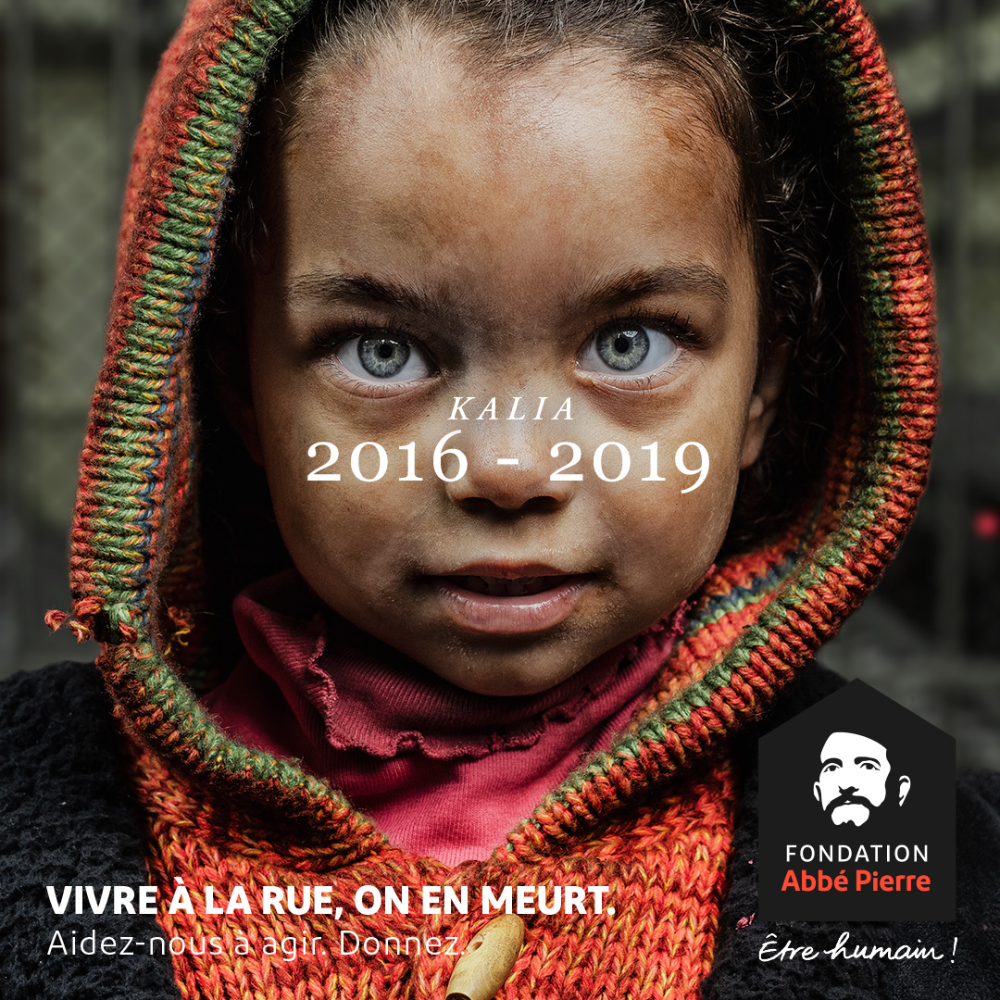 KALIA
2016 - 2019
VIVRE À LA RUE, ON EN MEURT.
Aidez-nous à agir. Donnez.
FONDATION
Abbé Pierre
Être humain !